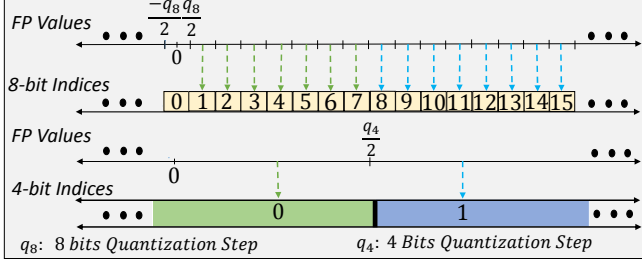 FP Values
-q8/2 q8/2
0
8-bit Indices
0 1 2 3 4 5 6 7 8 9 10 11 12 13 14 15
FP Values
q4/2
0
4-bit Indices
0 1
q8: 8 bits Quantization Step q4: 4 Bits Quantization Step